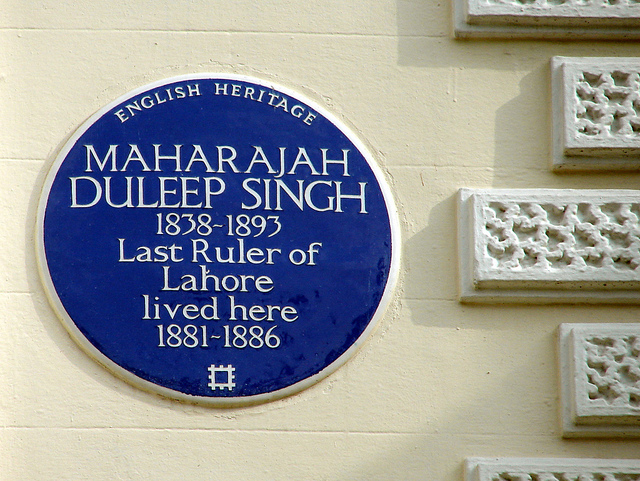 ENGLISH HERITAGE
MAHARAJAH
DULEEP SINGH
1838-1893
Last Ruler of
Lahore
lived here
1881-1886